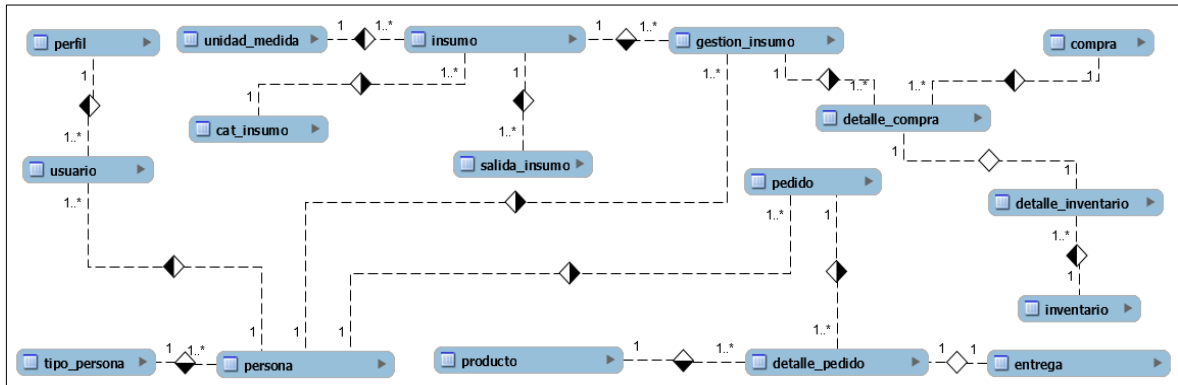 perfil
1
1..*
usuario
1..*
1
unidad_medida
1
1..*
insumo
1
1..*
gestion_insumo
1..*
1
cat_insumo
1
1..*
salida_insumo
1..*
1
1
1..*
compra
1
1..*
detalle_compra
1
1
detalle_inventario
1..*
1
inventario
pedido
1..*
1
1
1..*
tipo_persona
1
1..*
persona
producto
1
1..*
detalle_pedido
1
1
entrega